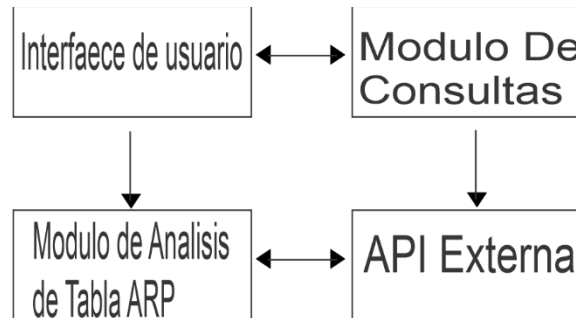 Interfaece de usuario
Modulo De
Consultas
Modulo de Analisis
de Tabla ARP
API Externa